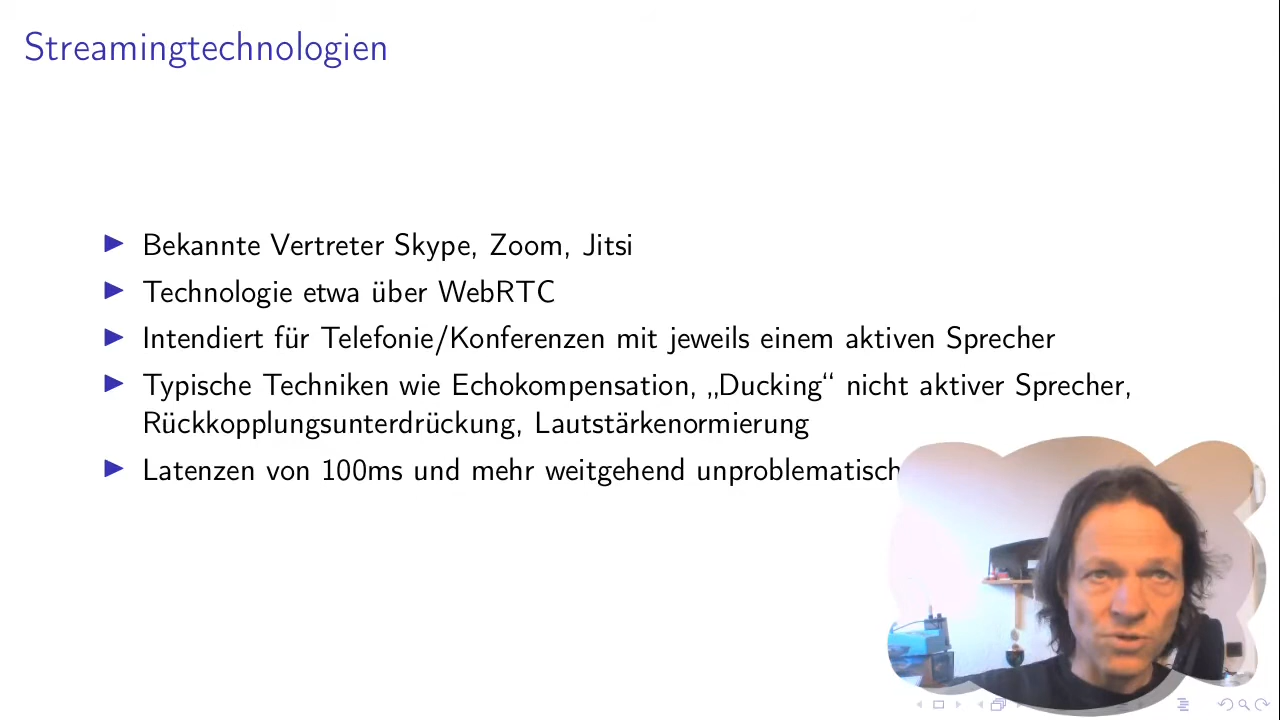 Streamingtechnologien
Bekannte Vertreter Skype, Zoom, Jitsi
Technologie etwa über WebRTC
Intendiert für Telefonie/Konferenzen mit jeweils einem aktiven Sprecher
Typische Techniken wie Echokompensation, „Ducking“ nicht aktiver Sprecher,
Rückkopplungsunterdrückung, Lautstärkenormierung
Latenzen von 100ms und mehr weitgehend unproblematisch